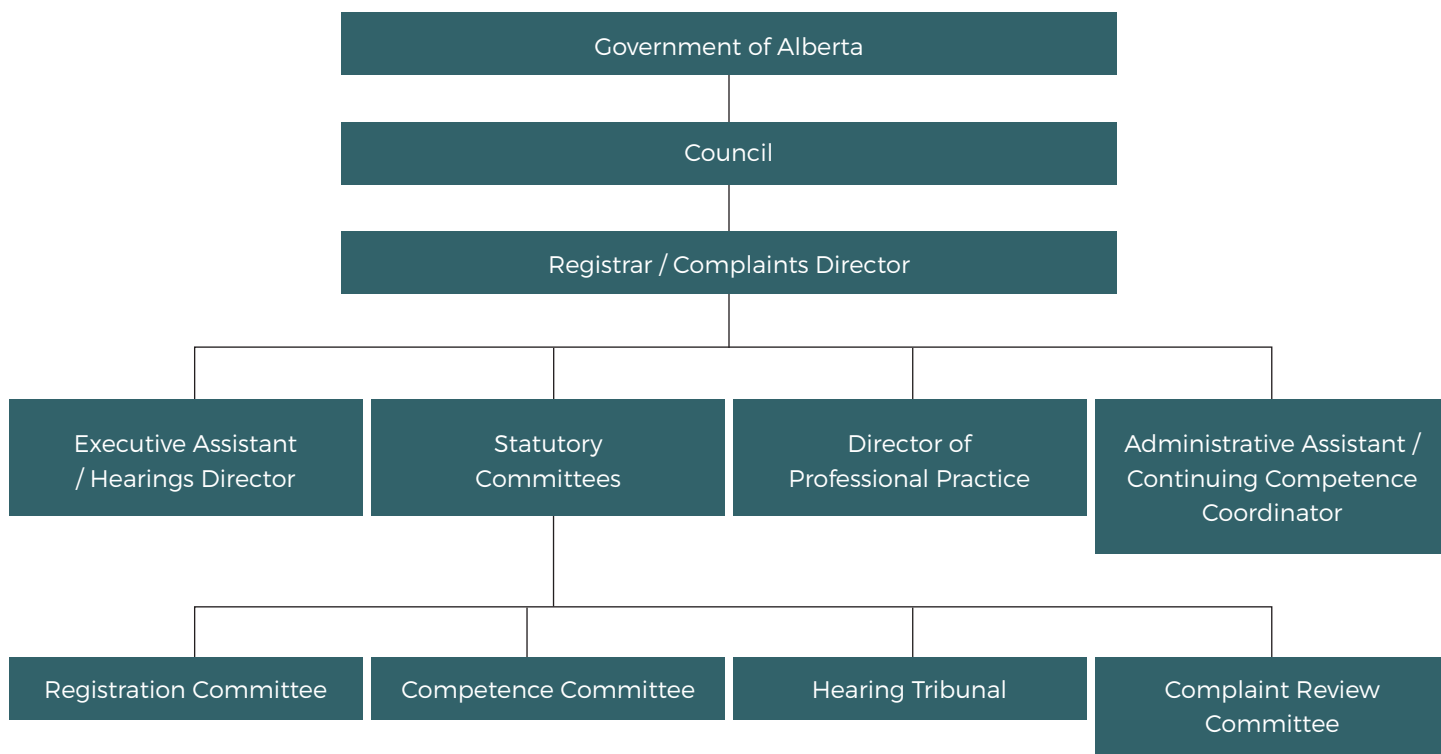 Government of Alberta
Council
Registrar / Complaints Director
Executive Assistant
/ Hearings Director
Statutory
Committees
Director of
Professional Practice
Administrative Assistant /
Continuing Competence
Coordinator
Registration Committee
Competence Committee
Hearing Tribunal
Complaint Review
Committee